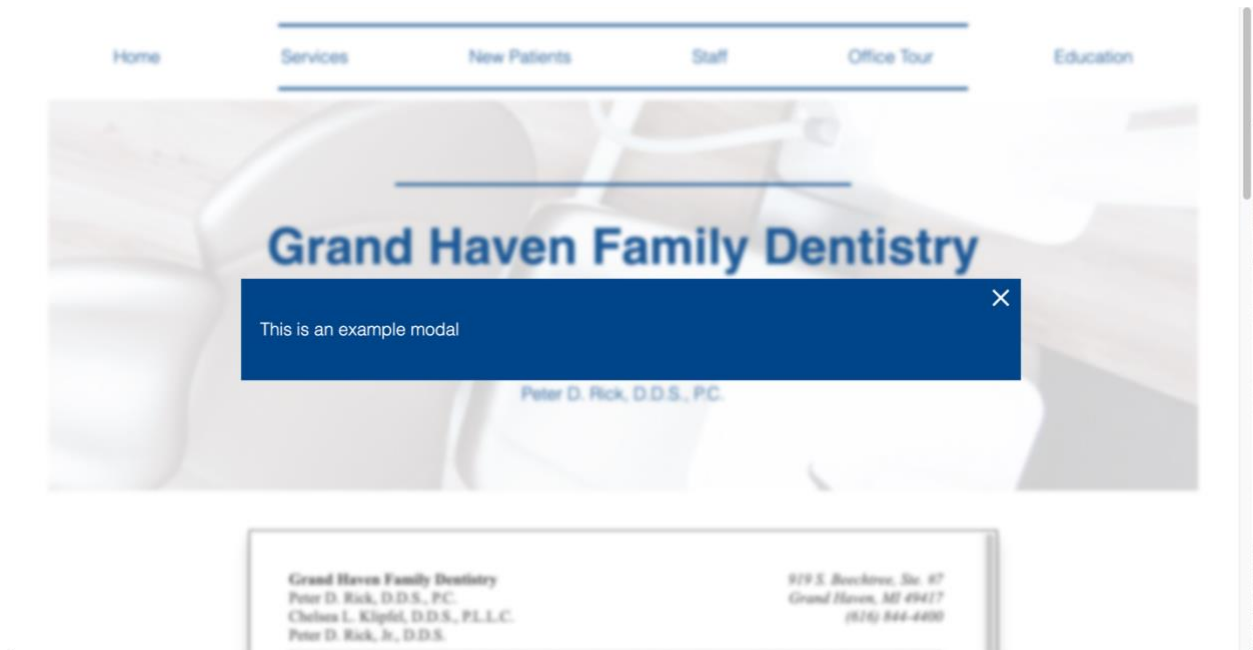 Home Services New Patients Staff Office Tour Education
Grand Haven Family Dentistry
This is an example modal
Peter D. Rick, D.D.S., P.C.
Grand Haven Family Dentistry
Peter D. Rick, D.D.S., P.C.
Chelsea L. Klipfel, D.D.S., P.L.L.C.
Peter D. Rick, Jr., D.D.S.
919 S. Beechtree, Ste. #7
Grand Haven, MI 49417
(616) 844-4400